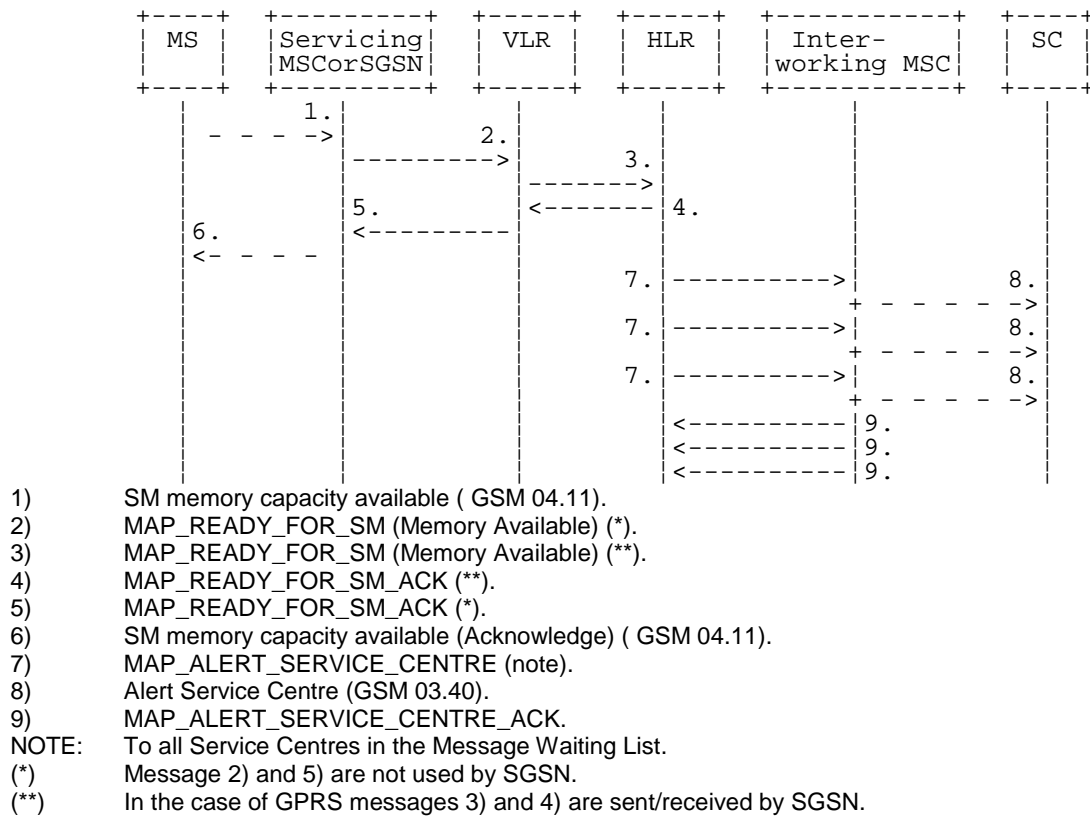 +----+ +----------+ +-----+ +-----+ +------------+ +----+
| MS | |Servicing| | VLR | | HLR | | Inter- | | SC |
| | |MSCorSGSN| | | | | |working MSC| | |
+----+ +----------+ +-----+ +-----+ +------------+ +----+
1.
- - - -> 2.
---------> 3.
------->
5. <------- 4.
6. <---------
<- - - -
7. ----------> 8.
+ - - - - ->
7. ----------> 8.
+ - - - - ->
7. ----------> 8.
+ - - - - ->
<---------- 9.
<---------- 9.
<---------- 9.
1) SM memory capacity available ( GSM 04.11).
2) MAP_READY_FOR_SM (Memory Available) (*).
3) MAP_READY_FOR_SM (Memory Available) (**).
4) MAP_READY_FOR_SM_ACK (**).
5) MAP_READY_FOR_SM_ACK (*).
6) SM memory capacity available (Acknowledge) ( GSM 04.11).
7) MAP_ALERT_SERVICE_CENTRE (note).
8) Alert Service Centre (GSM 03.40).
9) MAP_ALERT_SERVICE_CENTRE_ACK.
NOTE: To all Service Centres in the Message Waiting List.
(*) Message 2) and 5) are not used by SGSN.
(**) In the case of GPRS messages 3) and 4) are sent/received by SGSN.